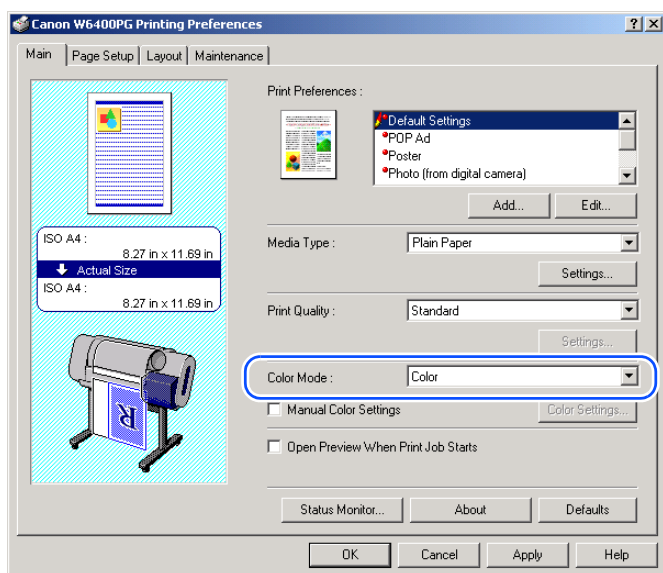 Canon W6400PG Printing Preferences
Main Page Setup Layout Maintenance
Print Preferences :
Default Settings
POP Ad
Poster
Photo (from digital camera)
Add... Edit...
ISO A4 :
8.27 in x 11.69 in
Actual Size
ISO A4 :
8.27 in x 11.69 in
Media Type : Plain Paper
Settings...
Print Quality : Standard
Settings...
Color Mode : Color
Manual Color Settings Color Settings...
Open Preview When Print Job Starts
R
Status Monitor... About Defaults
OK Cancel Apply Help